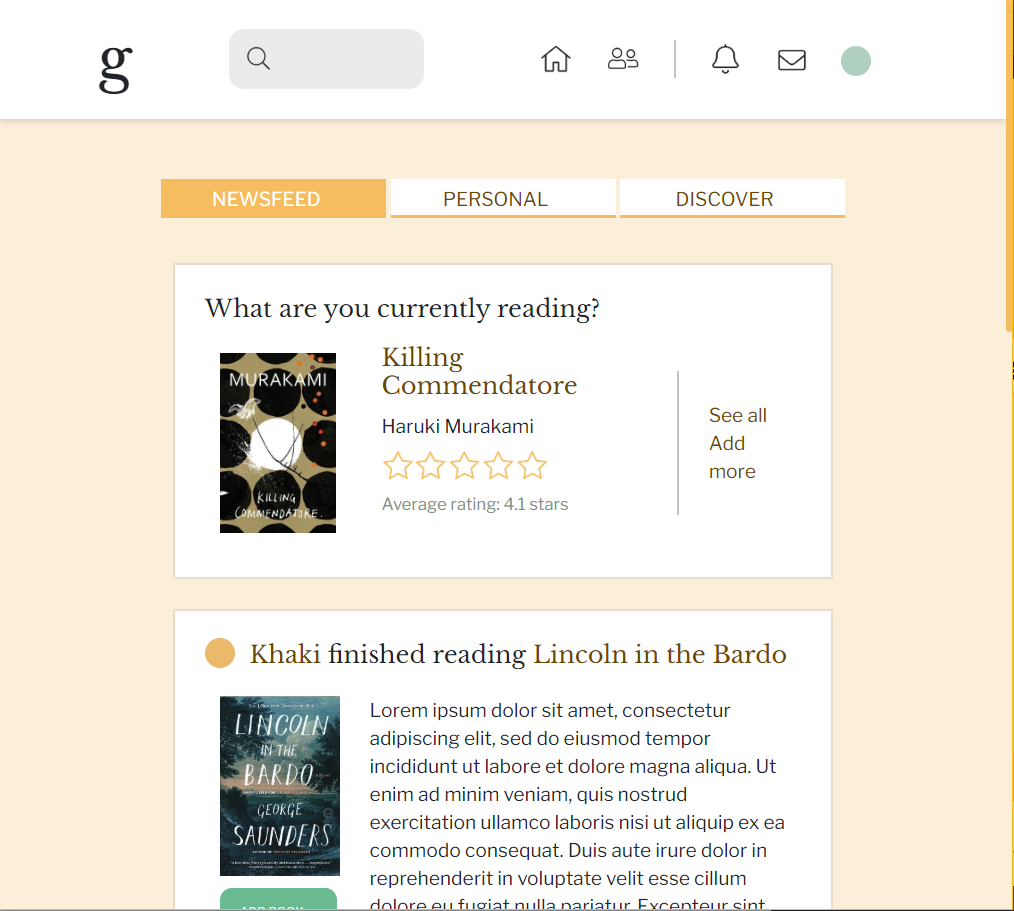 g
NEWSFEED PERSONAL DISCOVER
What are you currently reading?
MURAKAMI
KILLING
COMMENDATORE
Killing
Commendatore
Haruki Murakami
Average rating: 4.1 stars
See all
Add
more
Khaki finished reading Lincoln in the Bardo
LINCOLN
IN THE
BARDO
GEORGE
SAUNDERS
Lorem ipsum dolor sit amet, consectetur
adipiscing elit, sed do eiusmod tempor
incididunt ut labore et dolore magna aliqua. Ut
enim ad minim veniam, quis nostrud
exercitation ullamco laboris nisi ut aliquip ex ea
commodo consequat. Duis aute irure dolor in
reprehenderit in voluptate velit esse cillum
dolore eu fugiat nulla pariatur. Excepteur sint
ADD BOOK